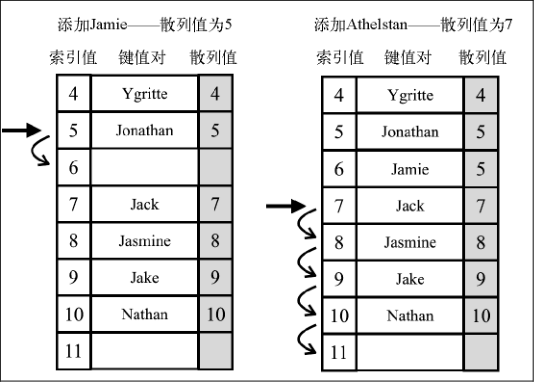 添加Jamie——散列值为5
索引值 键值对 散列值
4 Ygritte 4
5 Jonathan 5
6
7 Jack 7
8 Jasmine 8
9 Jake 9
10 Nathan 10
11
添加Athelstan——散列值为7
索引值 键值对 散列值
4 Ygritte 4
5 Jonathan 5
6 Jamie 5
7 Jack 7
8 Jasmine 8
9 Jake 9
10 Nathan 10
11